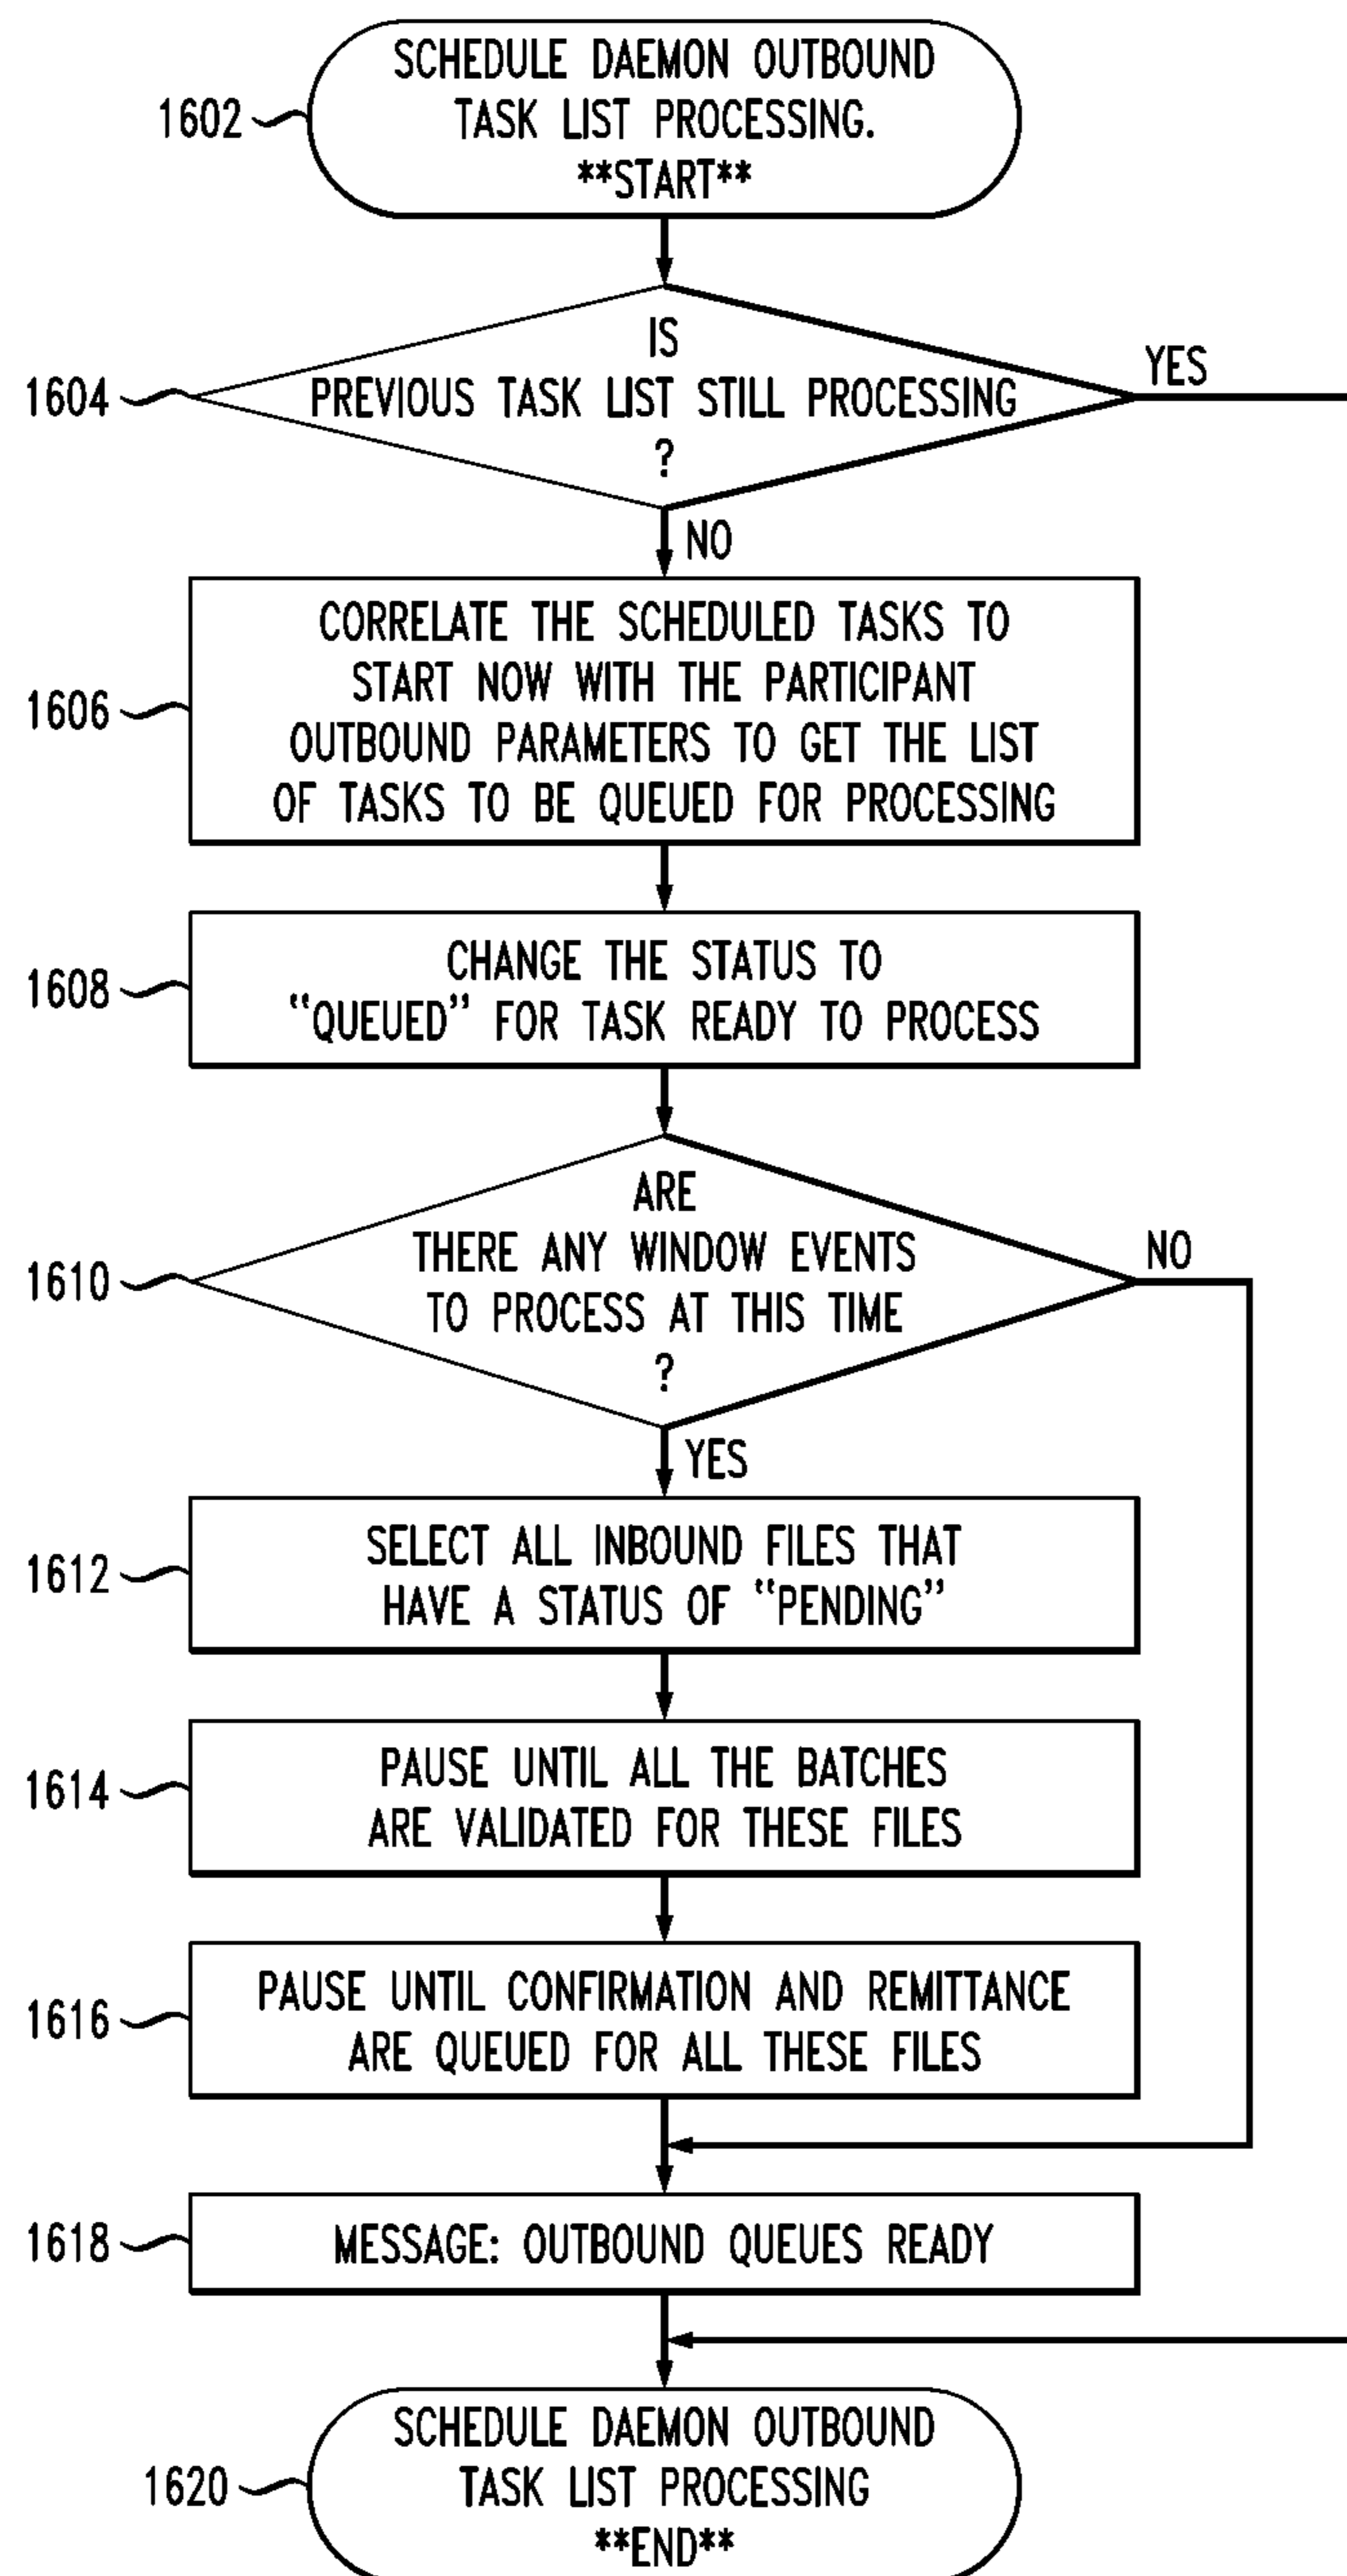 SCHEDULE DAEMON OUTBOUND
TASK LIST PROCESSING.
**START**
1602
IS
PREVIOUS TASK LIST STILL PROCESSING
?
1604
YES
NO
CORRELATE THE SCHEDULED TASKS TO
START NOW WITH THE PARTICIPANT
OUTBOUND PARAMETERS TO GET THE LIST
OF TASKS TO BE QUEUED FOR PROCESSING
1606
CHANGE THE STATUS TO
“QUEUED” FOR TASK READY TO PROCESS
1608
ARE
THERE ANY WINDOW EVENTS
TO PROCESS AT THIS TIME
?
1610
NO
YES
SELECT ALL INBOUND FILES THAT
HAVE A STATUS OF “PENDING”
1612
PAUSE UNTIL ALL THE BATCHES
ARE VALIDATED FOR THESE FILES
1614
PAUSE UNTIL CONFIRMATION AND REMITTANCE
ARE QUEUED FOR ALL THESE FILES
1616
MESSAGE: OUTBOUND QUEUES READY
1618
SCHEDULE DAEMON OUTBOUND
TASK LIST PROCESSING
**END**
1620